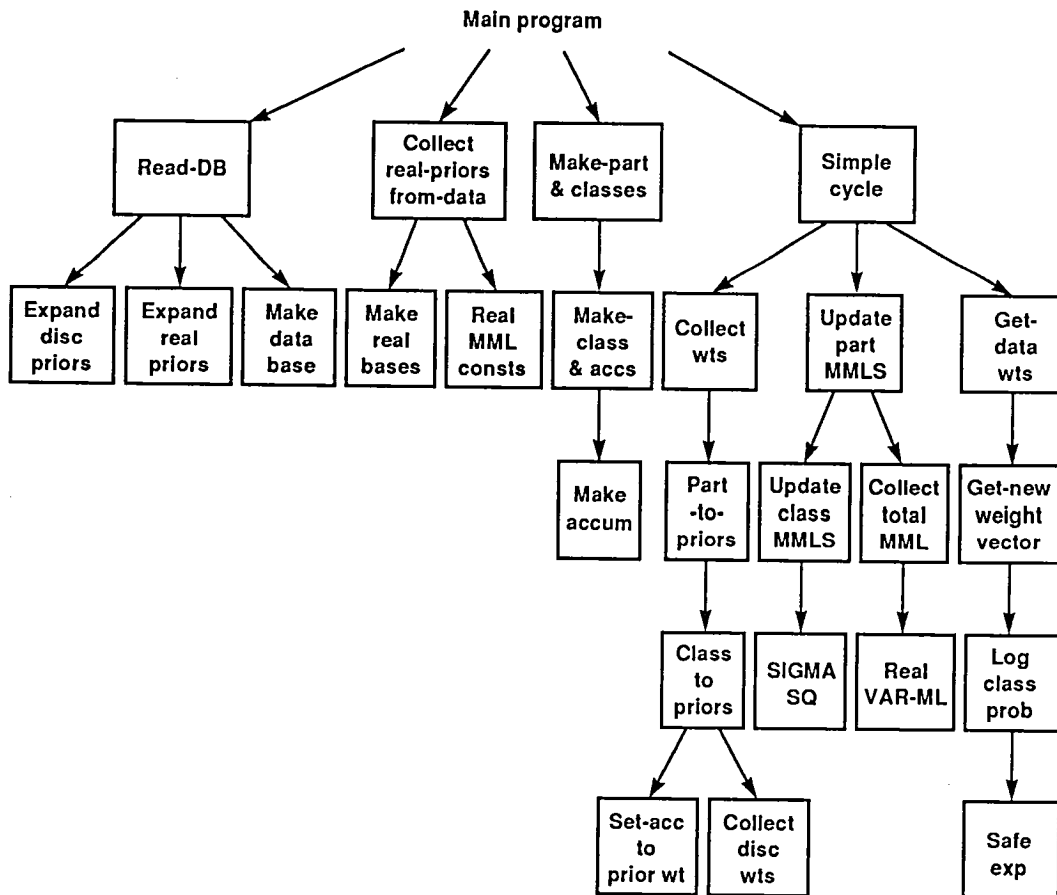 Main program
Read-DB
Collect
real-priors
from-data
Make-part
& classes
Simple
cycle
Expand
disc
priors
Expand
real
priors
Make
data
base
Make
real
bases
Real
MML
consts
Make-
class
& accs
Collect
wts
Update
part
MMLS
Get-
data
wts
Make
accum
Part
-to-
priors
Update
class
MMLS
Collect
total
MML
Get-new
weight
vector
Class
to
priors
SIGMA
SQ
Real
VAR-ML
Log
class
prob
Set-acc
to
prior wt
Collect
disc
wts
Safe
exp